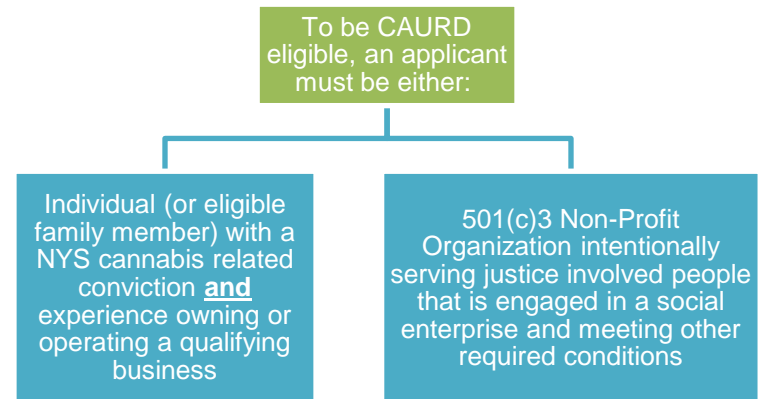 To be CAURD
eligible, an applicant
must be either:
Individual (or eligible
family member) with a
NYS cannabis related
conviction and
experience owning or
operating a qualifying
business
501(c)3 Non-Profit
Organization intentionally
serving justice involved people
that is engaged in a social
enterprise and meeting other
required conditions